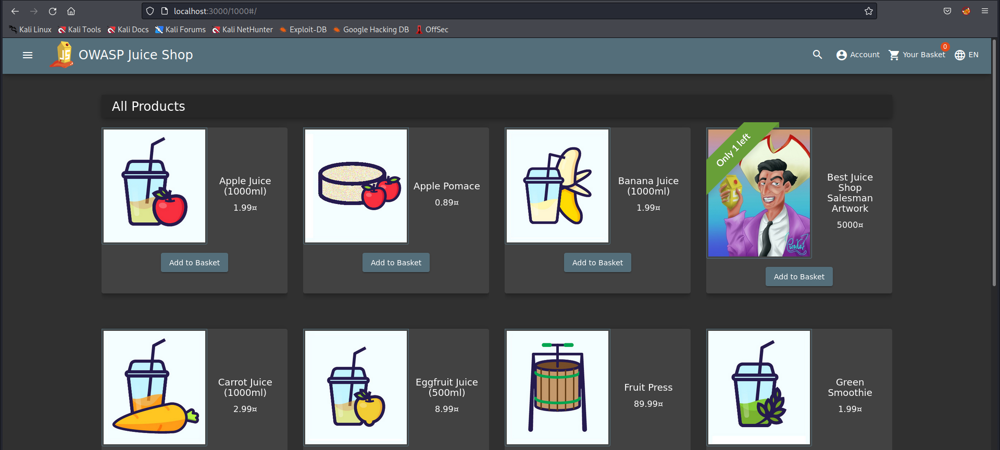 localhost:3000/1000#/
Kali Linux Kali Tools Kali Docs Kali Forums Kali NetHunter Exploit-DB Google Hacking DB OffSec
JS
OWASP Juice Shop
Account
Your Basket
0
EN
All Products
Apple Juice
(1000ml)
1.99¤
Add to Basket
Apple Pomace
0.89¤
Add to Basket
Banana Juice
(1000ml)
1.99¤
Add to Basket
Only 1 left
Best Juice
Shop
Salesman
Artwork
5000¤
Add to Basket
Carrot Juice
(1000ml)
2.99¤
Eggfruit Juice
(500ml)
8.99¤
Fruit Press
89.99¤
Green
Smoothie
1.99¤